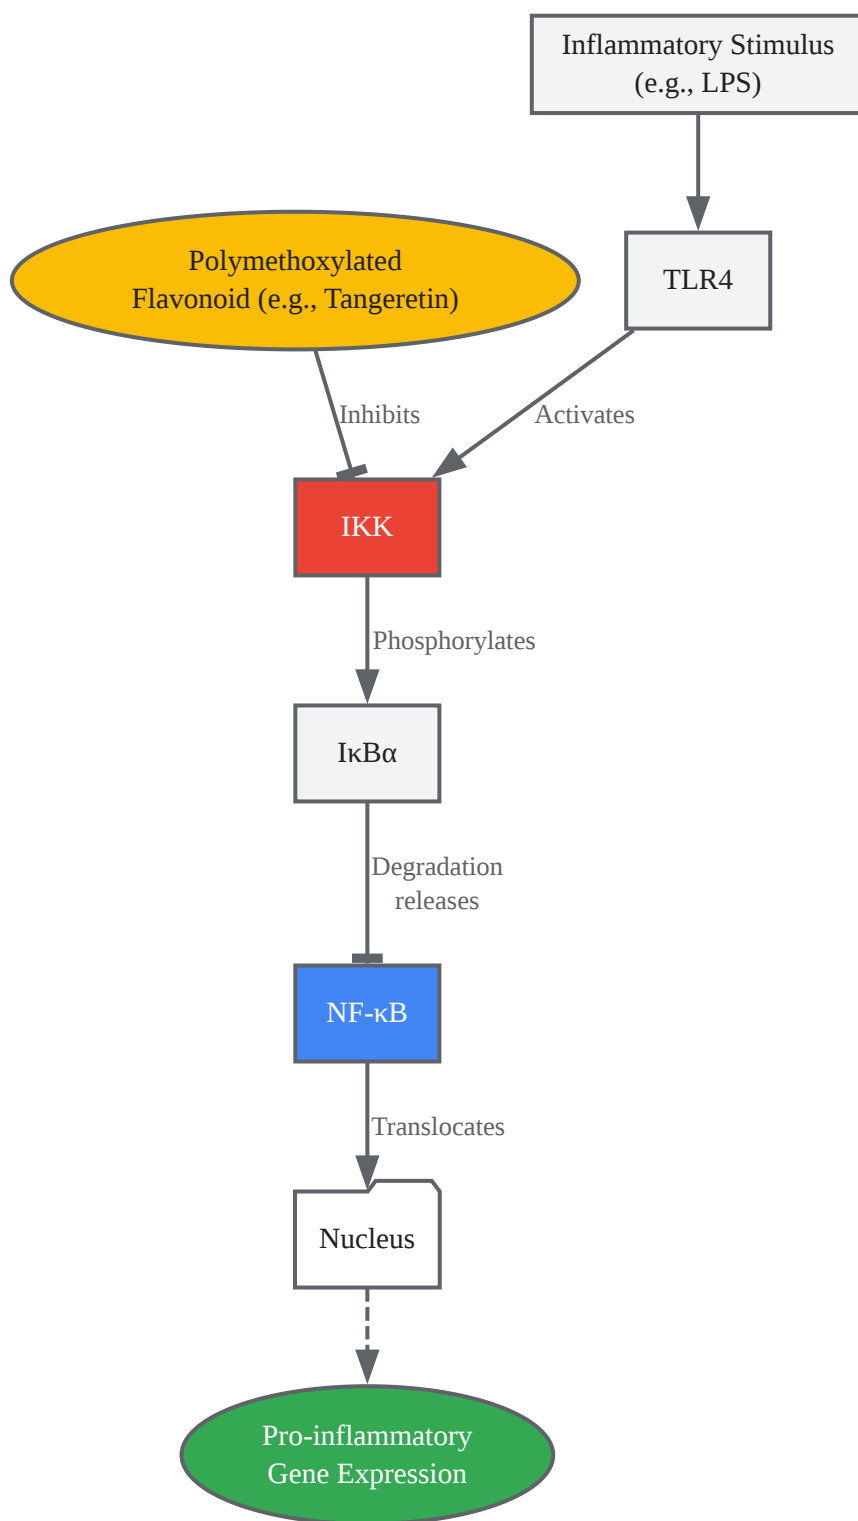 Inflammatory Stimulus
(e.g., LPS)
Polymethoxylated
Flavonoid (e.g., Tangeretin)
TLR4
Inhibits
Activates
IKK
Phosphorylates
IκBα
Degradation
releases
NF-κB
Translocates
Nucleus
Pro-inflammatory
Gene Expression